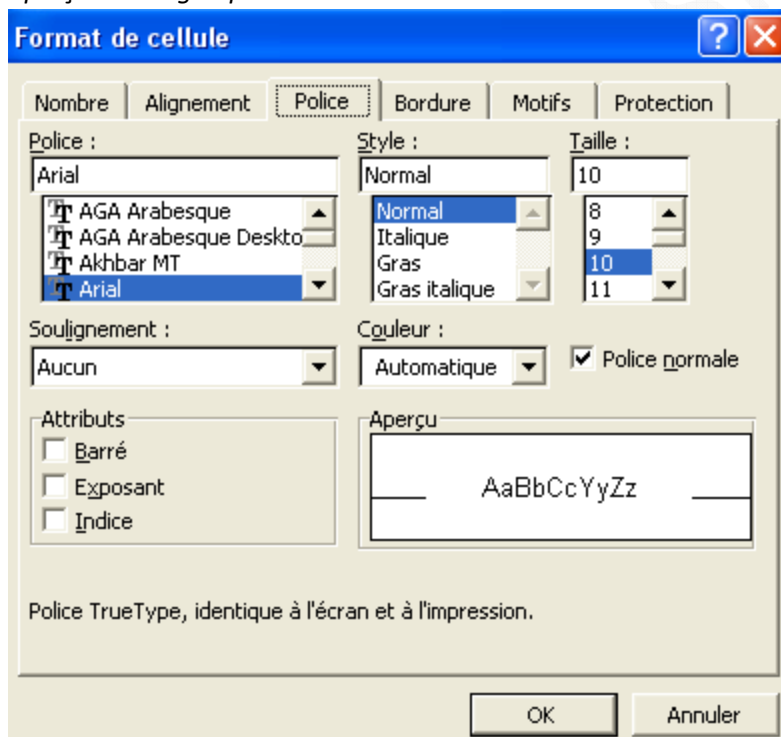 Format de cellule
Nombre Alignement Police Bordure Motifs Protection
Police : Style : Taille :
Arial Normal 10
AGA Arabesque Normal 8
AGA Arabesque Deskto Italique 9
Akhbar MT Gras 10
Arial Gras italique 11
Soulignement : Couleur :
Aucun Automatique Police normale
Attributs Aperçu
Barré
Exposant AaBbCcYyZz
Indice
Police TrueType, identique à l'écran et à l'impression.
OK Annuler